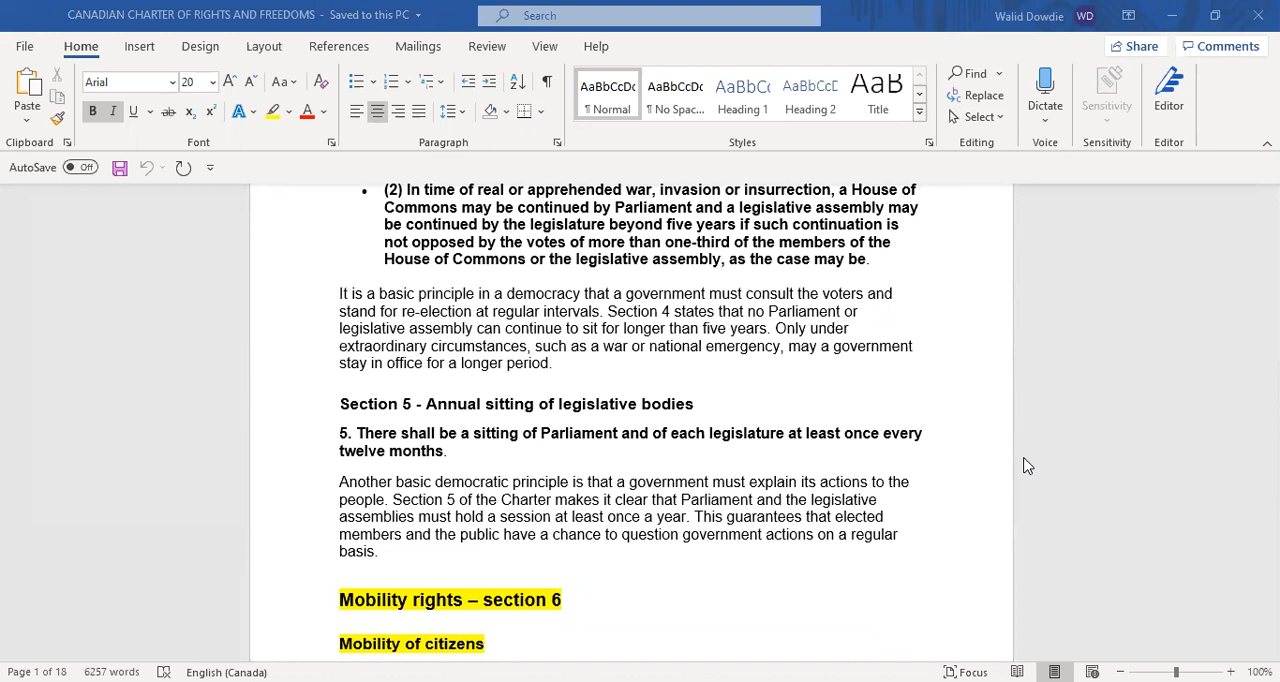 CANADIAN CHARTER OF RIGHTS AND FREEDOMS - Saved to this PC
Search
Walid Dowdie WD
File Home Insert Design Layout References Mailings Review View Help
Share Comments
Paste
Arial 20
Aa
AaBbCcDc AaBbCcDc AaBbCc AaBbCcD AaB
¶ Normal ¶ No Spac... Heading 1 Heading 2 Title
Find
Replace
Select
Dictate
Sensitivity
Editor
Clipboard Font Paragraph Styles Editing Voice Sensitivity Editor
AutoSave Off
• (2) In time of real or apprehended war, invasion or insurrection, a House of
Commons may be continued by Parliament and a legislative assembly may
be continued by the legislature beyond five years if such continuation is
not opposed by the votes of more than one-third of the members of the
House of Commons or the legislative assembly, as the case may be.
It is a basic principle in a democracy that a government must consult the voters and
stand for re-election at regular intervals. Section 4 states that no Parliament or
legislative assembly can continue to sit for longer than five years. Only under
extraordinary circumstances, such as a war or national emergency, may a government
stay in office for a longer period.
Section 5 - Annual sitting of legislative bodies
5. There shall be a sitting of Parliament and of each legislature at least once every
twelve months.
Another basic democratic principle is that a government must explain its actions to the
people. Section 5 of the Charter makes it clear that Parliament and the legislative
assemblies must hold a session at least once a year. This guarantees that elected
members and the public have a chance to question government actions on a regular
basis.
Mobility rights – section 6
Mobility of citizens
Page 1 of 18 6257 words English (Canada) Focus 100%